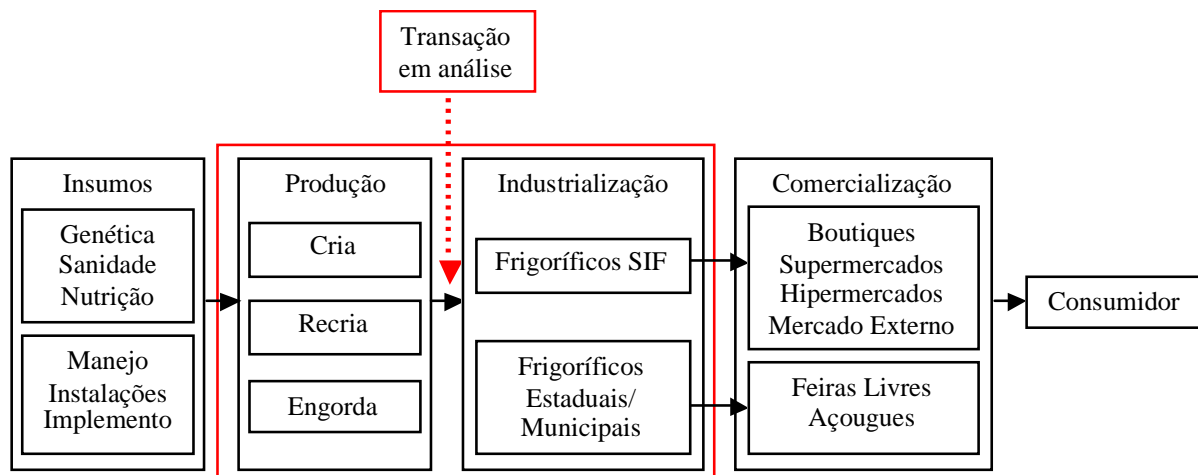 Transação
em análise
Insumos
Genética
Sanidade
Nutrição
Manejo
Instalações
Implemento
Produção
Cria
Recria
Engorda
Industrialização
Frigoríficos SIF
Frigoríficos
Estaduais/
Municipais
Comercialização
Boutiques
Supermercados
Hipermercados
Mercado Externo
Feiras Livres
Açougues
Consumidor